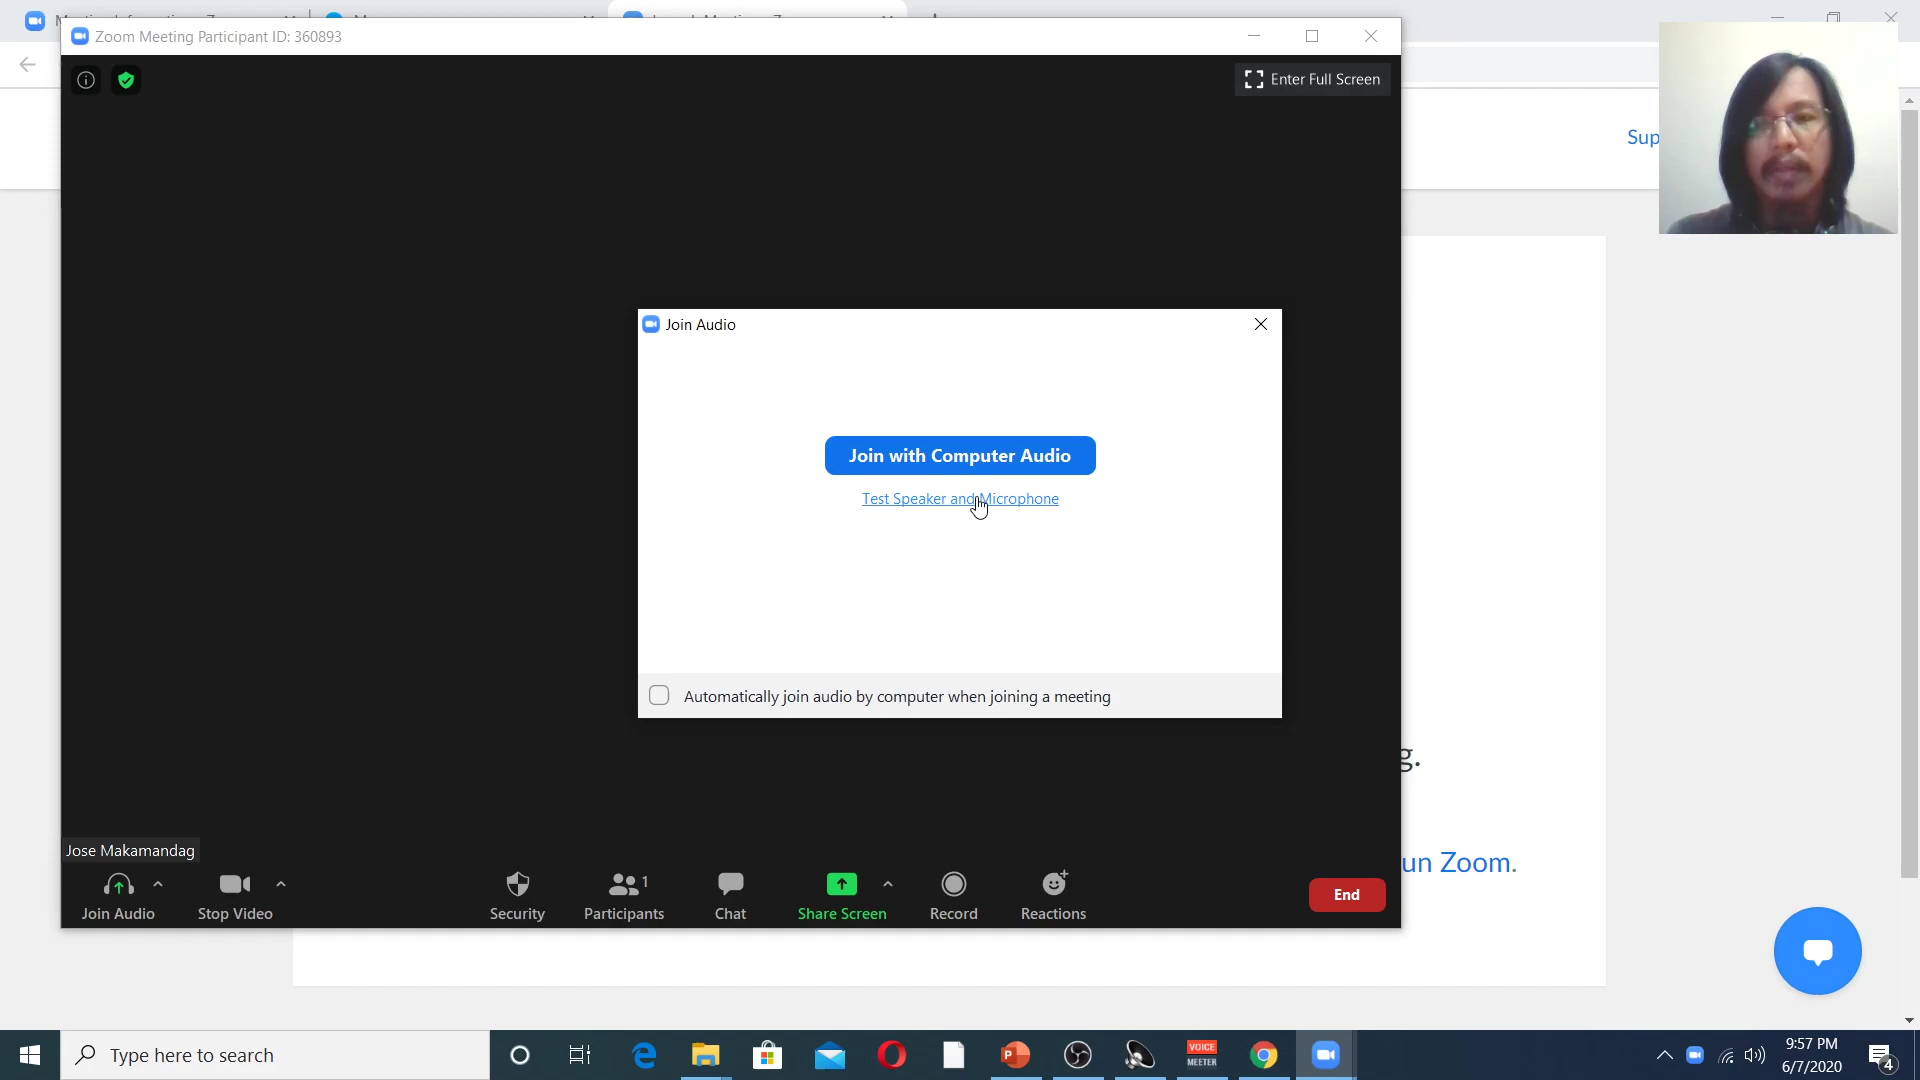 Zoom Meeting Participant ID: 360893
Enter Full Screen
Sup
Join Audio
Join with Computer Audio
Test Speaker and Microphone
Automatically join audio by computer when joining a meeting
g.
un Zoom.
Jose Makamandag
1
Join Audio
Stop Video
Security
Participants
Chat
Share Screen
Record
Reactions
End
Type here to search
VOICE
MEETER
9:57 PM
6/7/2020
4